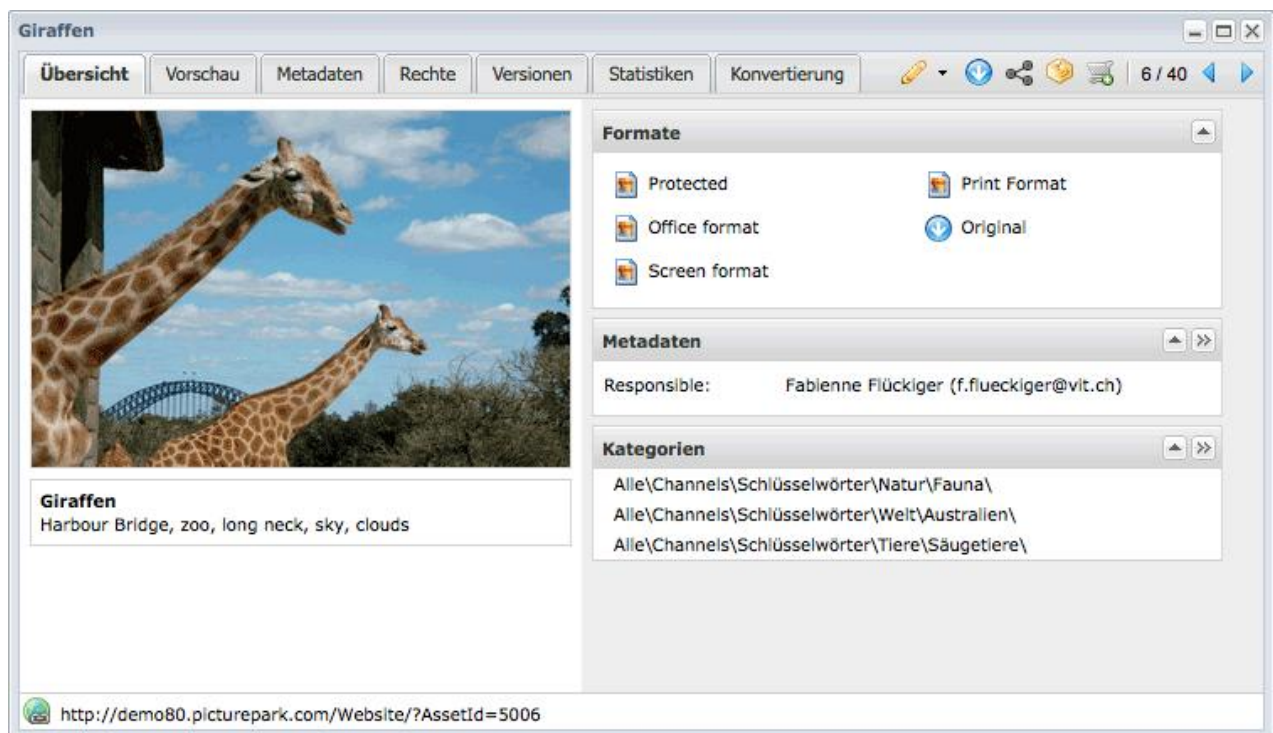 Giraffen
Übersicht Vorschau Metadaten Rechte Versionen Statistiken Konvertierung 6 / 40
Formate
Protected Print Format
Office format Original
Screen format
Metadaten
Responsible: Fabienne Flückiger (f.flueckiger@vit.ch)
Kategorien
Alle\Channels\Schlüsselwörter\Natur\Fauna\
Alle\Channels\Schlüsselwörter\Welt\Australien\
Alle\Channels\Schlüsselwörter\Tiere\Säugetiere\
Giraffen
Harbour Bridge, zoo, long neck, sky, clouds
http://demo80.picturepark.com/Website/?AssetId=5006